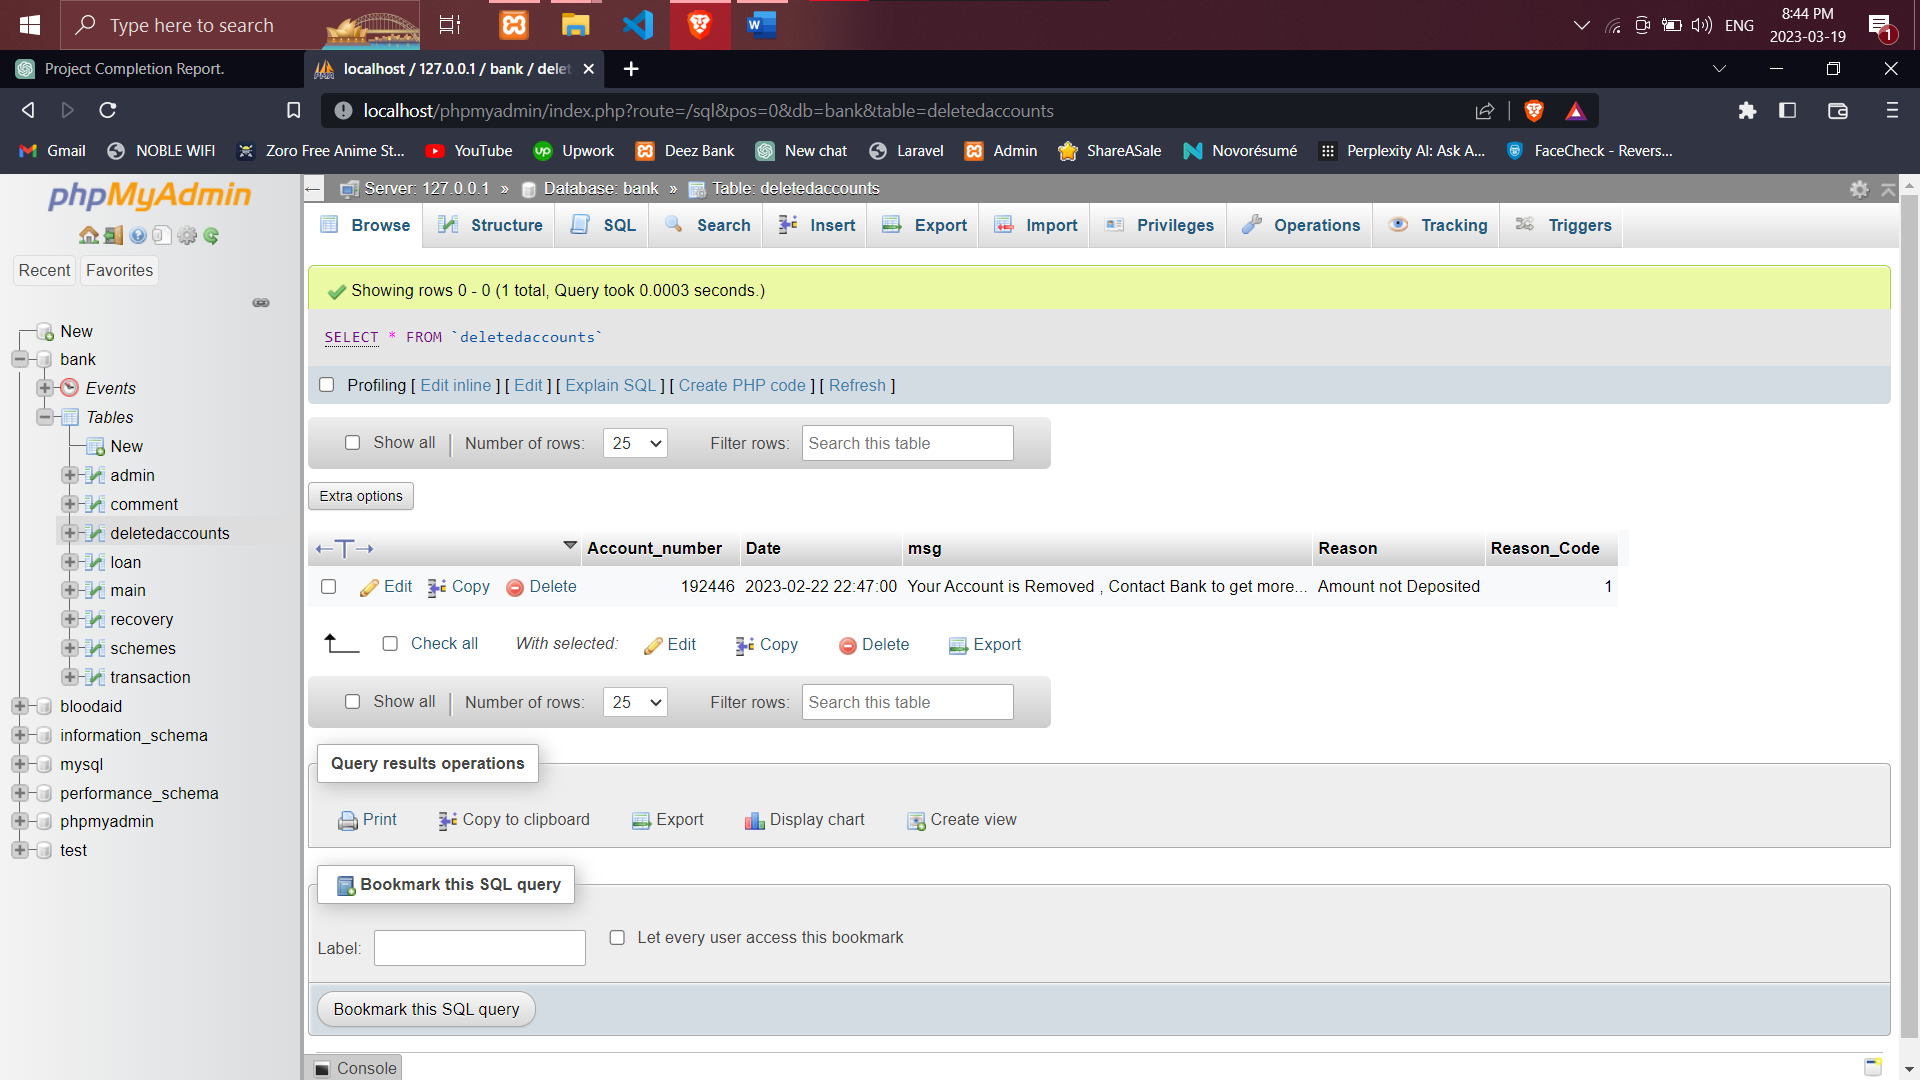 Type here to search
ENG
8:44 PM
2023-03-19
1
Project Completion Report.
localhost / 127.0.0.1 / bank / delet
localhost/phpmyadmin/index.php?route=/sql&pos=0&db=bank&table=deletedaccounts
Gmail NOBLE WIFI Zoro Free Anime St... YouTube Upwork Deez Bank New chat Laravel Admin ShareASale Novorésumé Perplexity AI: Ask A... FaceCheck - Revers...
phpMyAdmin
Recent Favorites
New
bank
Events
Tables
New
admin
comment
deletedaccounts
loan
main
recovery
schemes
transaction
bloodaid
information_schema
mysql
performance_schema
phpmyadmin
test
Server: 127.0.0.1 » Database: bank » Table: deletedaccounts
Browse Structure SQL Search Insert Export Import Privileges Operations Tracking Triggers
Showing rows 0 - 0 (1 total, Query took 0.0003 seconds.)
SELECT * FROM `deletedaccounts`
Profiling [ Edit inline ] [ Edit ] [ Explain SQL ] [ Create PHP code ] [ Refresh ]
Show all Number of rows: 25 Filter rows: Search this table
Extra options
Account_number Date msg Reason Reason_Code
Edit Copy Delete 192446 2023-02-22 22:47:00 Your Account is Removed , Contact Bank to get more... Amount not Deposited 1
Check all With selected: Edit Copy Delete Export
Show all Number of rows: 25 Filter rows: Search this table
Query results operations
Print Copy to clipboard Export Display chart Create view
Bookmark this SQL query
Label: Let every user access this bookmark
Bookmark this SQL query
Console